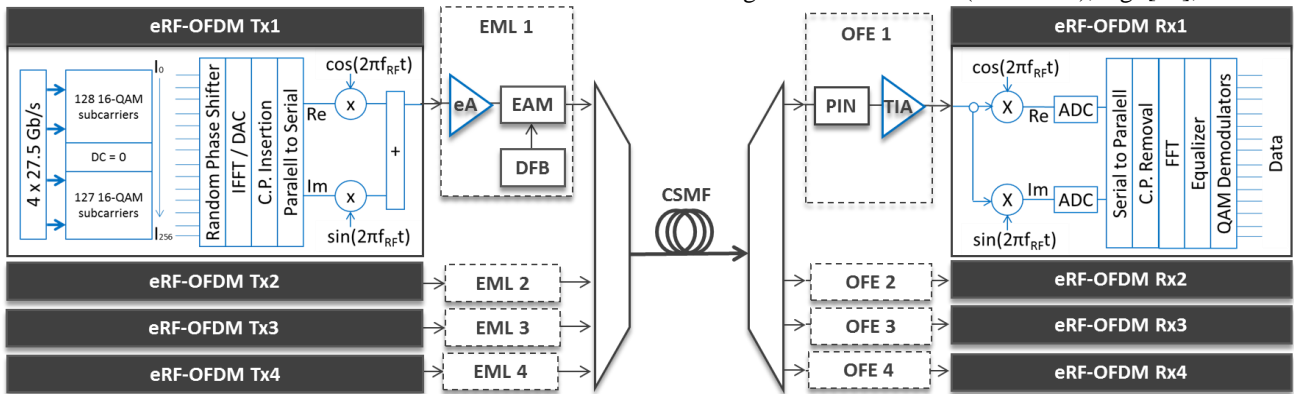 eRF-OFDM Tx1
4 x 27.5 Gb/s
128 16-QAM
subcarriers
DC = 0
127 16-QAM
subcarriers
I0
I256
Random Phase Shifter
IFFT / DAC
C.P. Insertion
Paralell to Serial
cos(2πfRFt)
x
Re
+
Im
x
sin(2πfRFt)
EML 1
eA
EAM
DFB
CSMF
OFE 1
PIN
TIA
eRF-OFDM Rx1
cos(2πfRFt)
X
Re
ADC
X
Im
ADC
sin(2πfRFt)
Serial to Paralell
C.P. Removal
FFT
Equalizer
QAM Demodulators
Data
eRF-OFDM Tx2
EML 2
OFE 2
eRF-OFDM Rx2
eRF-OFDM Tx3
EML 3
OFE 3
eRF-OFDM Rx3
eRF-OFDM Tx4
EML 4
OFE 4
eRF-OFDM Rx4